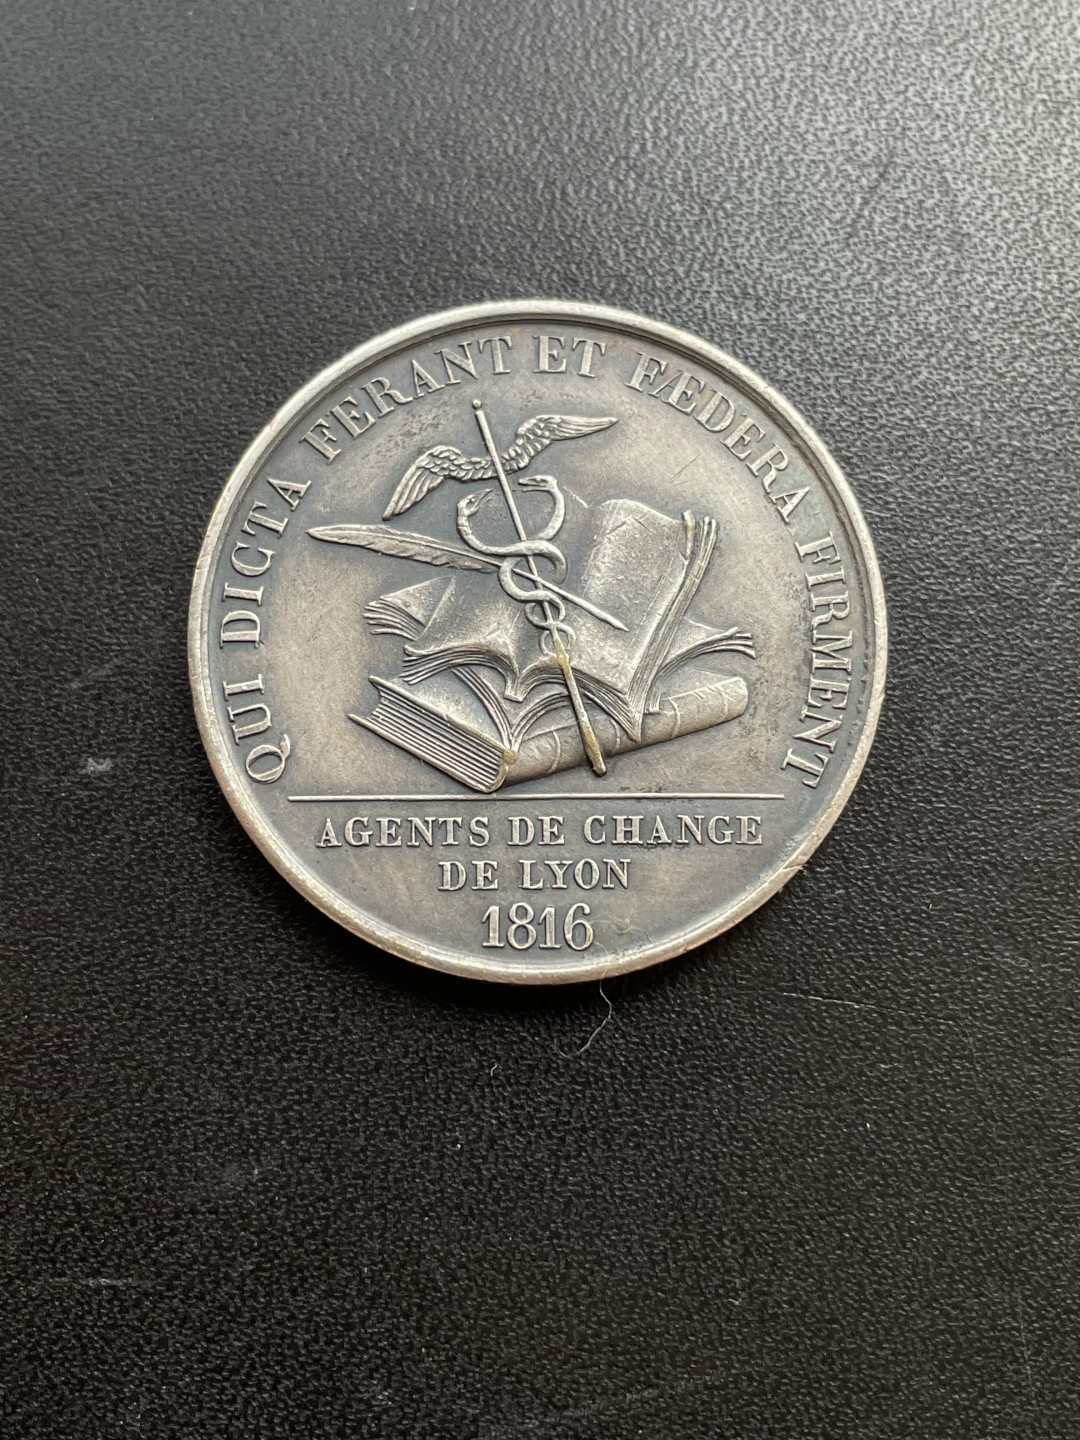 QUI DICTA FERANT ET FÆDERA FIRMENT
AGENTS DE CHANGE
DE LYON
1816